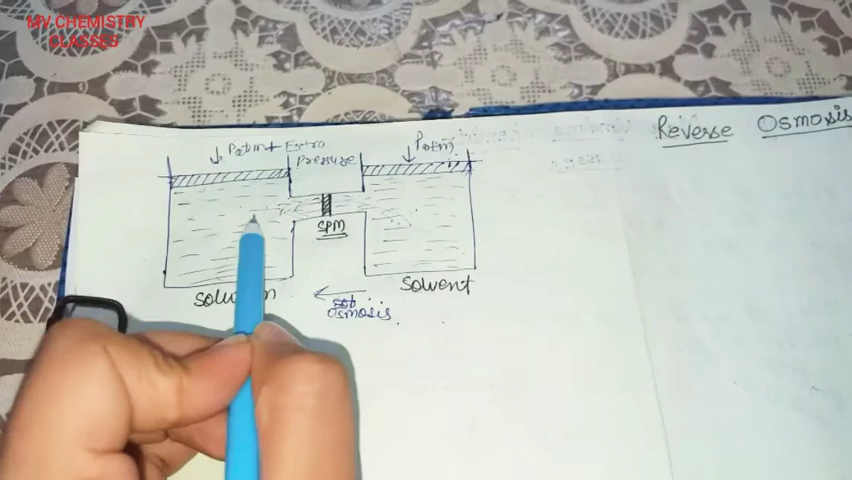 MV CHEMISTRY
CLASSES
Reverse Osmosis
Patm + Extra
Pressure
Patm
SPM
Solution
Solvent
Osmosis